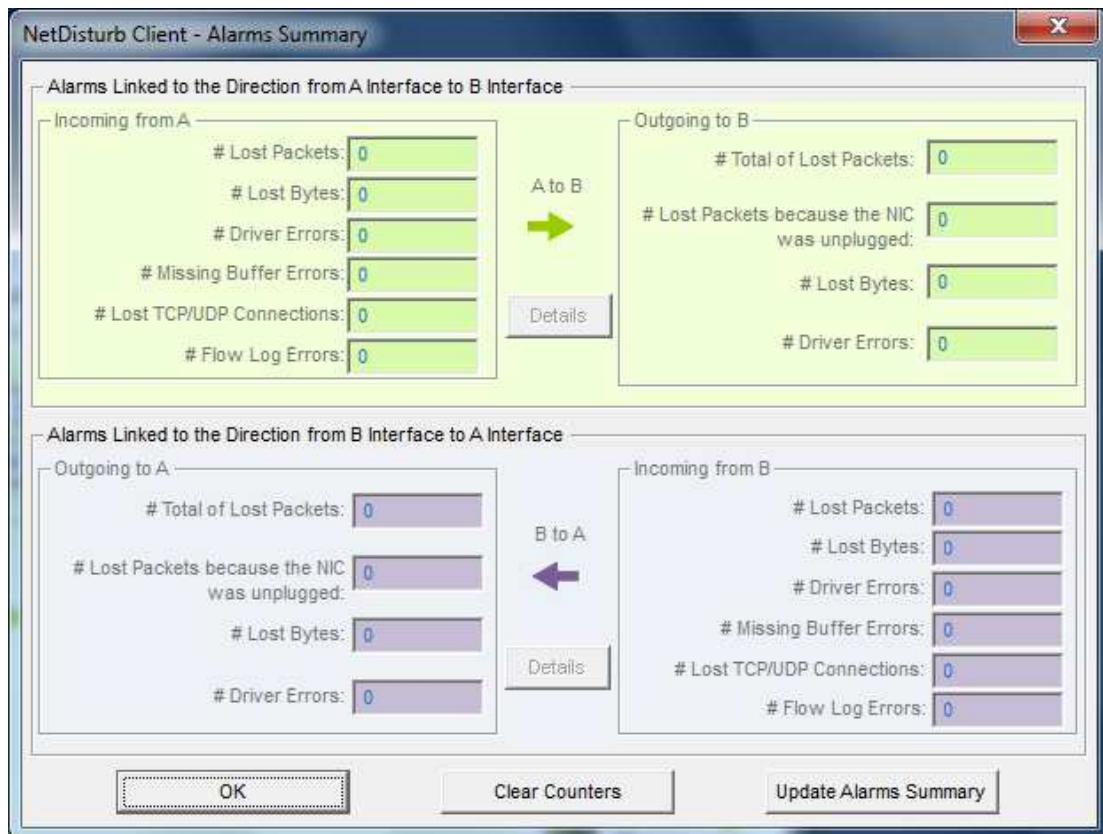 NetDisturb Client - Alarms Summary
Alarms Linked to the Direction from A Interface to B Interface
Incoming from A
# Lost Packets: 0
# Lost Bytes: 0
# Driver Errors: 0
# Missing Buffer Errors: 0
# Lost TCP/UDP Connections: 0
# Flow Log Errors: 0
A to B
Details
Outgoing to B
# Total of Lost Packets: 0
# Lost Packets because the NIC 0
was unplugged:
# Lost Bytes: 0
# Driver Errors: 0
Alarms Linked to the Direction from B Interface to A Interface
Outgoing to A
# Total of Lost Packets: 0
# Lost Packets because the NIC 0
was unplugged:
# Lost Bytes: 0
# Driver Errors: 0
B to A
Details
Incoming from B
# Lost Packets: 0
# Lost Bytes: 0
# Driver Errors: 0
# Missing Buffer Errors: 0
# Lost TCP/UDP Connections: 0
# Flow Log Errors: 0
OK
Clear Counters
Update Alarms Summary